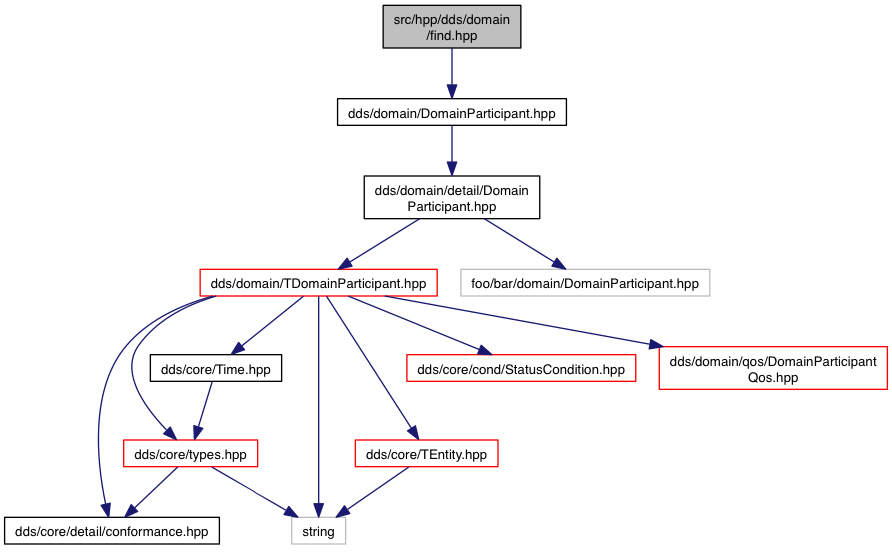 src/hpp/dds/domain
/find.hpp
dds/domain/DomainParticipant.hpp
dds/domain/detail/Domain
Participant.hpp
dds/domain/TDomainParticipant.hpp
foo/bar/domain/DomainParticipant.hpp
dds/core/Time.hpp
dds/core/cond/StatusCondition.hpp
dds/domain/qos/DomainParticipant
Qos.hpp
dds/core/types.hpp
dds/core/TEntity.hpp
dds/core/detail/conformance.hpp
string